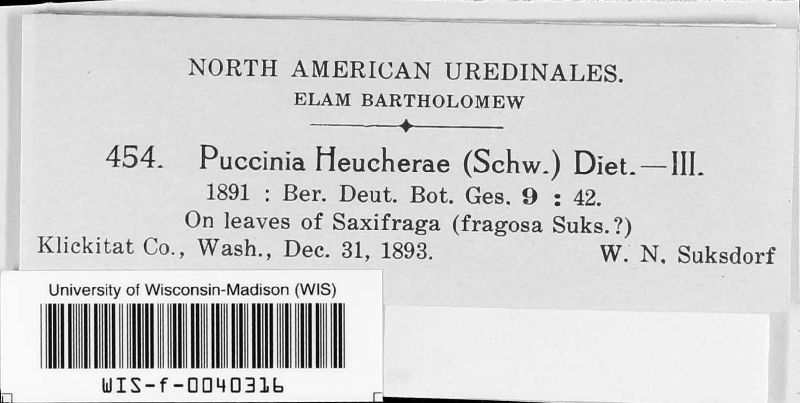 NORTH AMERICAN UREDINALES.
ELAM BARTHOLOMEW
454. Puccinia Heucherae (Schw.) Diet.—III.
1891 : Ber. Deut. Bot. Ges. 9 : 42.
On leaves of Saxifraga (fragosa Suks.?)
Klickitat Co., Wash., Dec. 31, 1893. W. N. Suksdorf
University of Wisconsin-Madison (WIS)
WIS-f-0040316